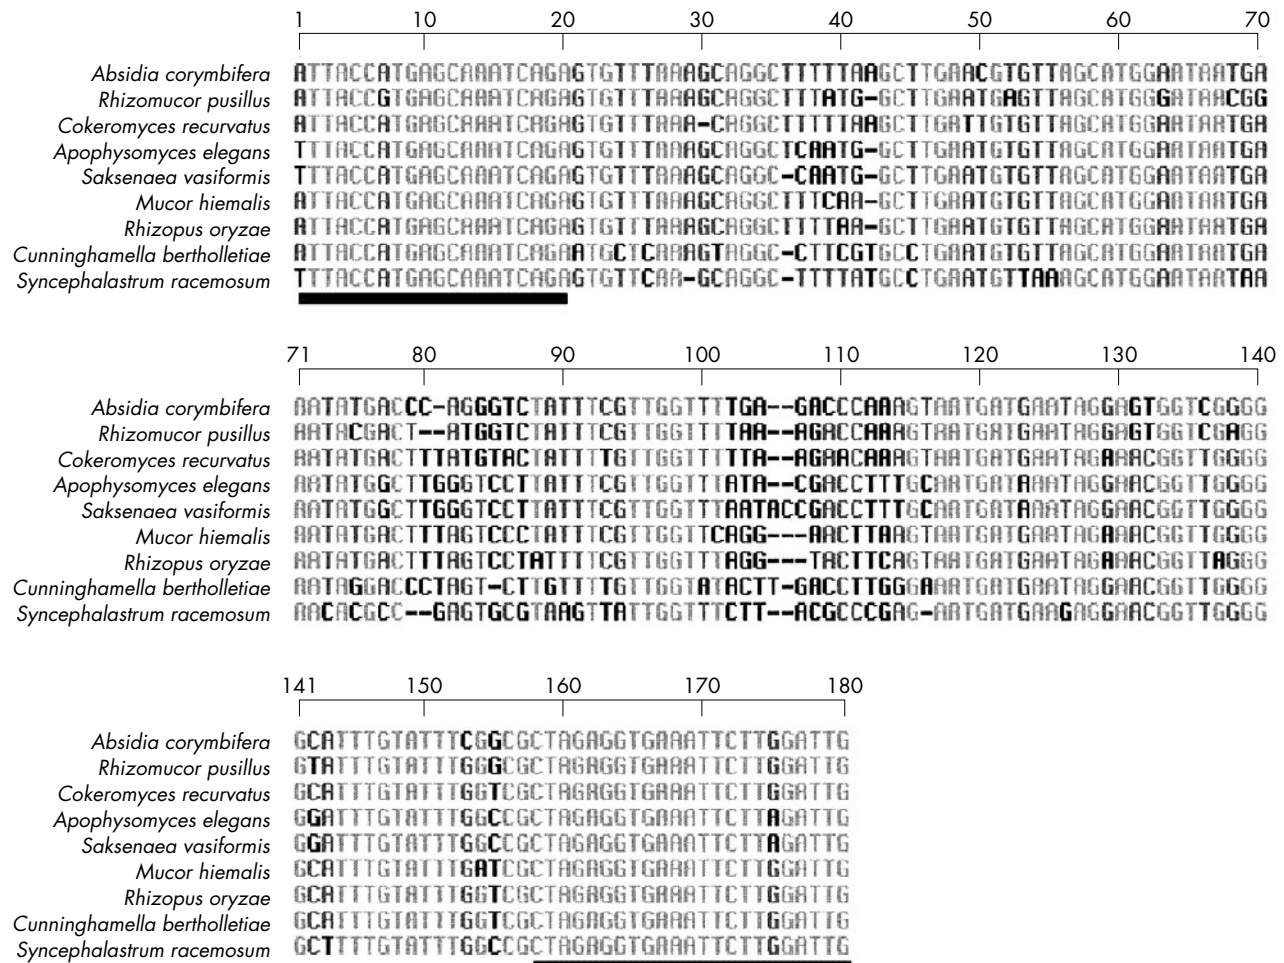 1 10 20 30 40 50 60 70
Absidia corymbifera ATTACCATGAGCAAATCAGAGTGTTTAAAGCAGGCTTTTTAAGCTTGAACGTGTTAGCATGGAATAATGA
Rhizomucor pusillus ATTACCGTGAGCAAATCAGAGTGTTTAAAGCAGGCTTTATG-GCTTGAATGAGTTAGCATGGGATAACGG
Cokeromyces recurvatus ATTACCATGAGCAAATCAGAGTGTTTAAA-CAGGCTTTTTAAGCTTGATTGTGTTAGCATGGAATAATGA
Apophysomyces elegans TTTACCATGAGCAAATCAGAGTGTTTAAAGCAGGCTCAATG-GCTTGAATGTGTTAGCATGGAATAATGA
Saksenaea vasiformis TTTACCATGAGCAAATCAGAGTGTTTAAAGCAGGC-CAATG-GCTTGAATGTGTTAGCATGGAATAATGA
Mucor hiemalis ATTACCATGAGCAAATCAGAGTGTTTAAAGCAGGCTTTCAA-GCTTGAATGTGTTAGCATGGAATAATGA
Rhizopus oryzae ATTACCATGAGCAAATCAGAGTGTTTAAAGCAGGCTTTTAA-GCTTGAATGTGTTAGCATGGAATAATGA
Cunninghamella bertholletiae ATTACCATGAGCAAATCAGAATGCTCAAAGTAGGC-CTTCGTGCCTGAATGTGTTAGCATGGAATAATGA
Syncephalastrum racemosum TTTACCATGAGCAAATCAGAGTGTTCAA-GCAGGC-TTTTATGCCTGAATGTTAAAGCATGGAATAATAA
71 80 90 100 110 120 130 140
Absidia corymbifera AATATGACCC-AGGGTCTATTTCGTTGGTTTTGA--GACCCAAAGTAATGATGAATAGGAGTGGTCGGGG
Rhizomucor pusillus AATACGACT--ATGGTCTATTTCGTTGGTTTTAA--AGACCAAAGTAATGATGAATAGGAGTGGTCGAGG
Cokeromyces recurvatus AATATGACTTTATGTACTATTTTGTTGGTTTTTA--AGAACAAAGTAATGATGAATAGAAACGGTTGGGG
Apophysomyces elegans AATATGGCTTGGGTCCTTATTTCGTTGGTTTATA--CGACCTTTGCAATGATAAATAGGAACGGTTGGGG
Saksenaea vasiformis AATATGGCTTGGGTCCTTATTTCGTTGGTTTAATACCGACCTTTGCAATGATAAATAGGAACGGTTGGGG
Mucor hiemalis AATATGACTTTAGTCCCTATTTCGTTGGTTCAGG---AACTTAAGTAATGATGAATAGAAACGGTTGGGG
Rhizopus oryzae AATATGACTTTAGTCCTATTTTCGTTGGTTTAGG---TACTTCAGTAATGATGAATAGAAACGGTTAGGG
Cunninghamella bertholletiae AATAGGACCCTAGT-CTTGTTTTGTTGGTATACTT-GACCTTGGGAAATGATGAATAGGAACGGTTGGGG
Syncephalastrum racemosum AACACGCC--GAGTGCGTAAGTTATTGGTTTCTT--ACGCCCGAG-AATGATGAAGAGGAACGGTTGGGG
141 150 160 170 180
Absidia corymbifera GCATTTGTATTTCGGCGCTAGAGGTGAAATTCTTGGATTG
Rhizomucor pusillus GTATTTGTATTTGGGCGCTAGAGGTGAAATTCTTGGATTG
Cokeromyces recurvatus GCATTTGTATTTGGTCGCTAGAGGTGAAATTCTTGGATTG
Apophysomyces elegans GGATTTGTATTTGGCCGCTAGAGGTGAAATTCTTAGATTG
Saksenaea vasiformis GGATTTGTATTTGGCCGCTAGAGGTGAAATTCTTAGATTG
Mucor hiemalis GCATTTGTATTTGATCGCTAGAGGTGAAATTCTTGGATTG
Rhizopus oryzae GCATTTGTATTTGGTCGCTAGAGGTGAAATTCTTGGATTG
Cunninghamella bertholletiae GCATTTGTATTTGGTCGCTAGAGGTGAAATTCTTGGATTG
Syncephalastrum racemosum GCTTTTGTATTTGGCCGCTAGAGGTGAAATTCTTGGATTG